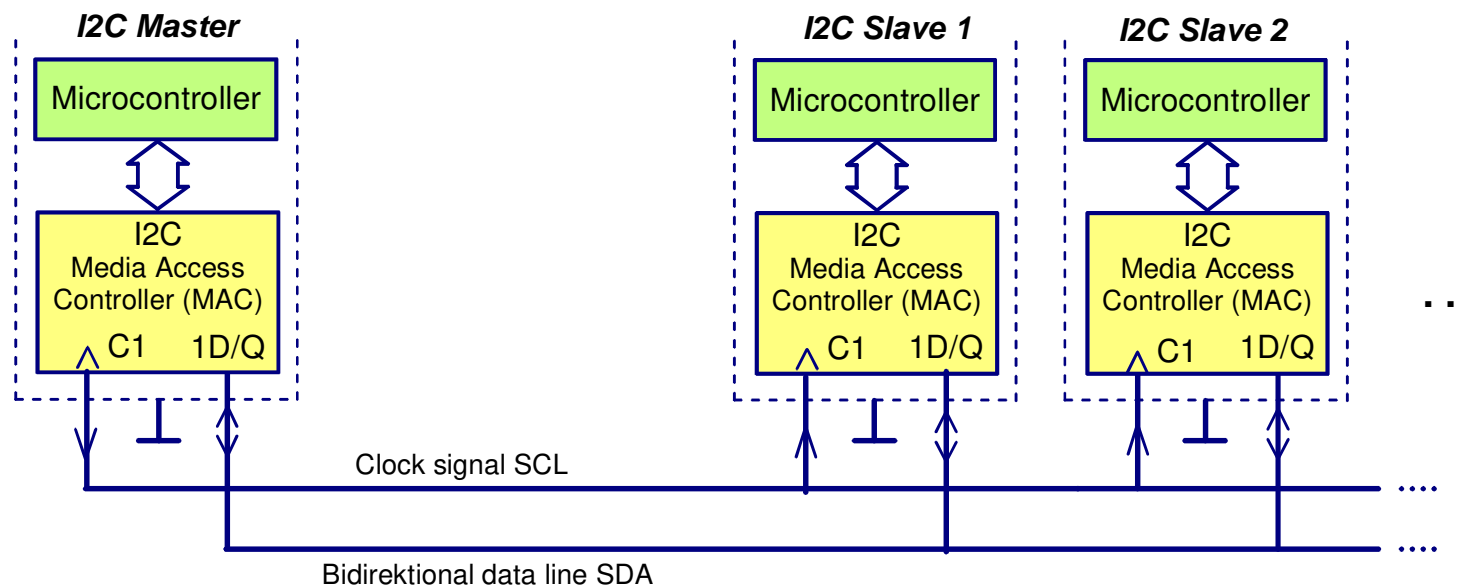 I2C Master
Microcontroller
I2C
Media Access
Controller (MAC)
C1 1D/Q
I2C Slave 1
Microcontroller
I2C
Media Access
Controller (MAC)
C1 1D/Q
I2C Slave 2
Microcontroller
I2C
Media Access
Controller (MAC)
C1 1D/Q
. .
Clock signal SCL
....
Bidirektional data line SDA
....